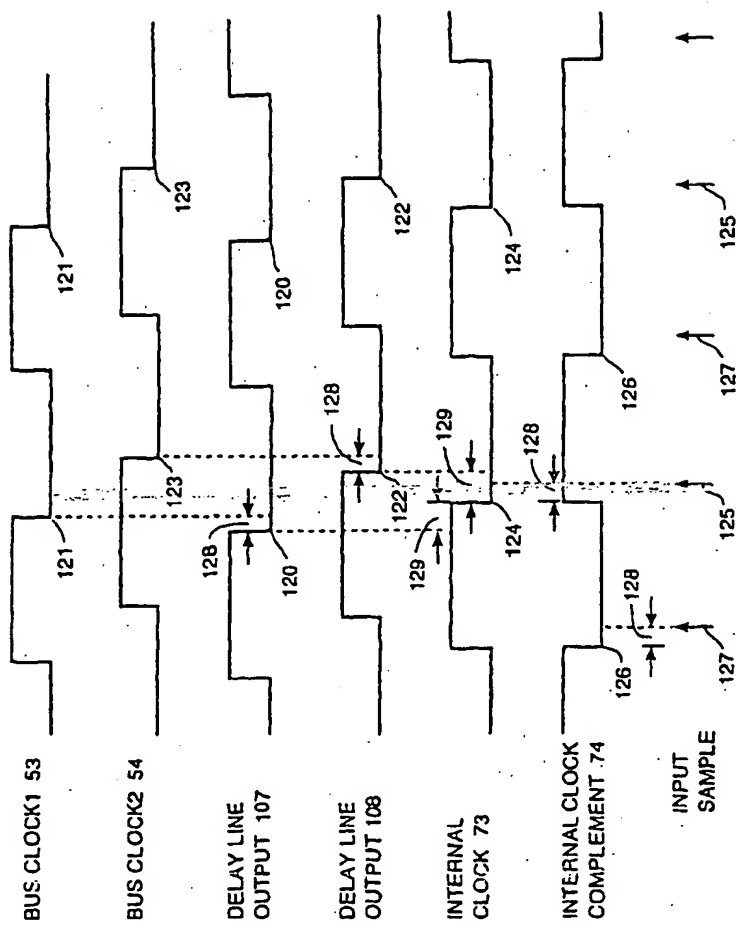 BUS CLOCK1 53
121
121
BUS CLOCK2 54
123
123
DELAY LINE
OUTPUT 107
128
120
120
DELAY LINE
OUTPUT 108
128
122
122
INTERNAL
CLOCK 73
129
129
124
124
INTERNAL CLOCK
COMPLEMENT 74
128
126
128
126
INPUT
SAMPLE
127
125
127
125